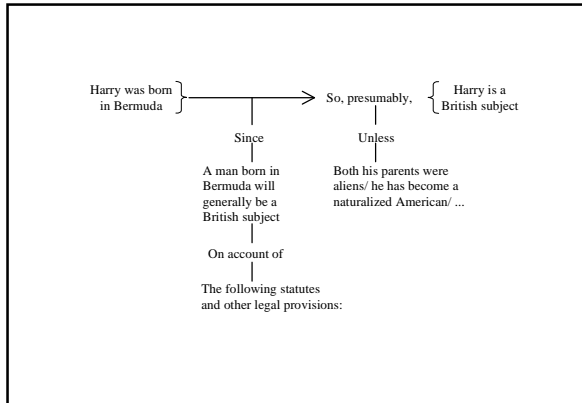 Harry was born
in Bermuda
So, presumably,
Harry is a
British subject
Since
Unless
A man born in
Bermuda will
generally be a
British subject
Both his parents were
aliens/ he has become a
naturalized American/ ...
On account of
The following statutes
and other legal provisions: